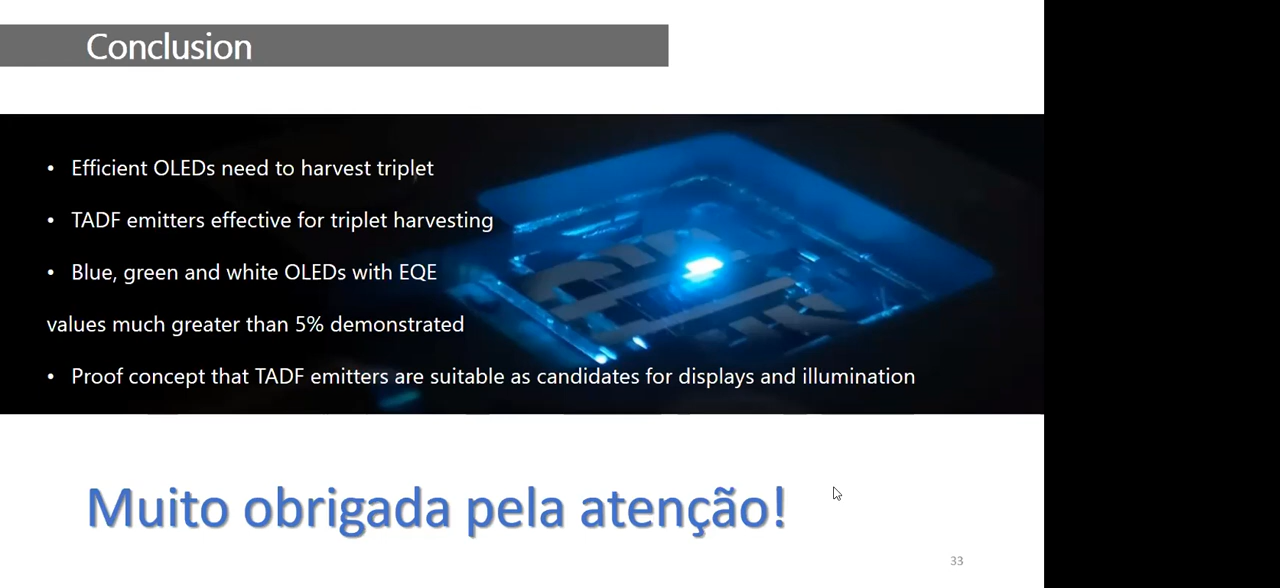 Conclusion
• Efficient OLEDs need to harvest triplet
• TADF emitters effective for triplet harvesting
• Blue, green and white OLEDs with EQE
values much greater than 5% demonstrated
• Proof concept that TADF emitters are suitable as candidates for displays and illumination
Muito obrigada pela atenção!
33